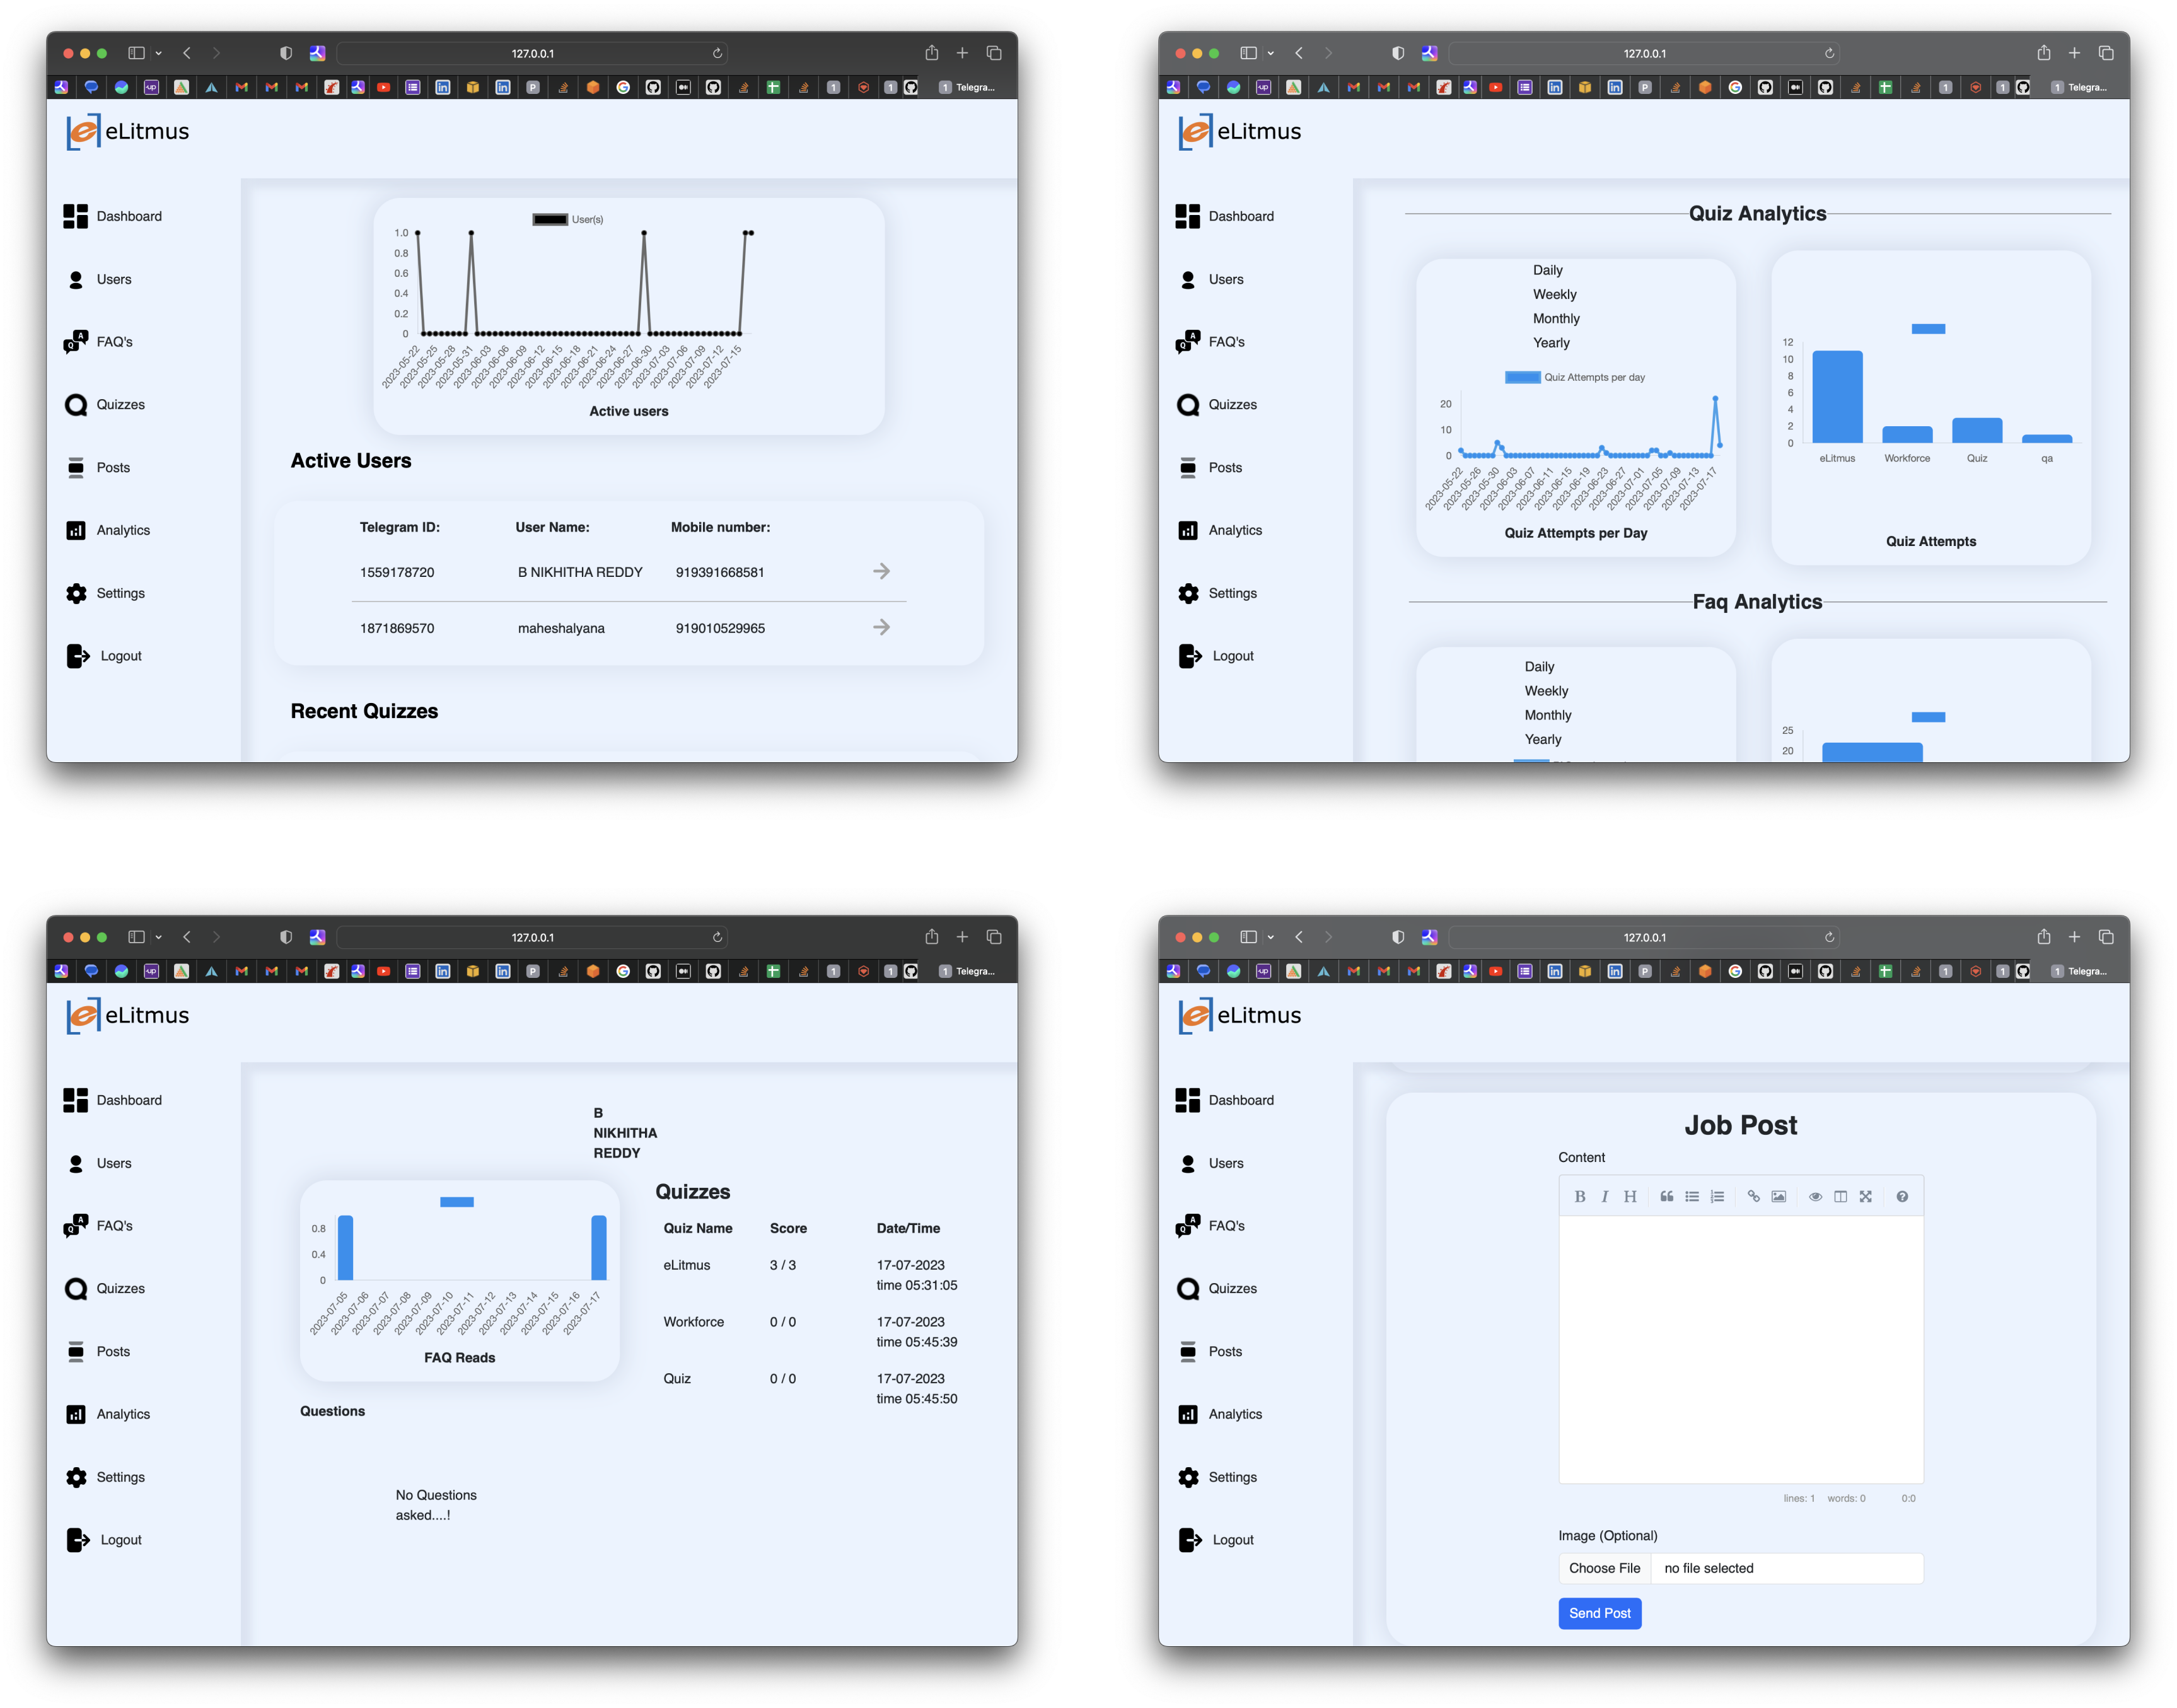 127.0.0.1
Telegra...
eLitmus
Dashboard
Users
FAQ's
Quizzes
Posts
Analytics
Settings
Logout
User(s)
1.0
0.8
0.6
0.4
0.2
0
2023-05-22
2023-05-25
2023-05-28
2023-05-31
2023-06-03
2023-06-06
2023-06-09
2023-06-12
2023-06-15
2023-06-18
2023-06-21
2023-06-24
2023-06-27
2023-06-30
2023-07-03
2023-07-06
2023-07-09
2023-07-12
2023-07-15
Active users
Active Users
Telegram ID: User Name: Mobile number:
1559178720 B NIKHITHA REDDY 919391668581
1871869570 maheshalyana 919010529965
Recent Quizzes
127.0.0.1
Telegra...
eLitmus
Dashboard
Users
FAQ's
Quizzes
Posts
Analytics
Settings
Logout
Quiz Analytics
Daily
Weekly
Monthly
Yearly
Quiz Attempts per day
20
10
0
2023-05-22
2023-05-26
2023-05-30
2023-06-03
2023-06-07
2023-06-11
2023-06-15
2023-06-19
2023-06-23
2023-06-27
2023-07-01
2023-07-05
2023-07-09
2023-07-13
2023-07-17
Quiz Attempts per Day
12
10
8
6
4
2
0
eLitmus Workforce Quiz qa
Quiz Attempts
Faq Analytics
Daily
Weekly
Monthly
Yearly
25
20
127.0.0.1
Telegra...
eLitmus
Dashboard
Users
FAQ's
Quizzes
Posts
Analytics
Settings
Logout
B
NIKHITHA
REDDY
0.8
0.4
0
2023-07-05
2023-07-06
2023-07-07
2023-07-08
2023-07-09
2023-07-10
2023-07-11
2023-07-12
2023-07-13
2023-07-14
2023-07-15
2023-07-16
2023-07-17
FAQ Reads
Questions
No Questions
asked....!
Quizzes
Quiz Name Score Date/Time
eLitmus 3 / 3 17-07-2023
time 05:31:05
Workforce 0 / 0 17-07-2023
time 05:45:39
Quiz 0 / 0 17-07-2023
time 05:45:50
127.0.0.1
Telegra...
eLitmus
Dashboard
Users
FAQ's
Quizzes
Posts
Analytics
Settings
Logout
Job Post
Content
B I H
lines: 1 words: 0 0:0
Image (Optional)
Choose File no file selected
Send Post